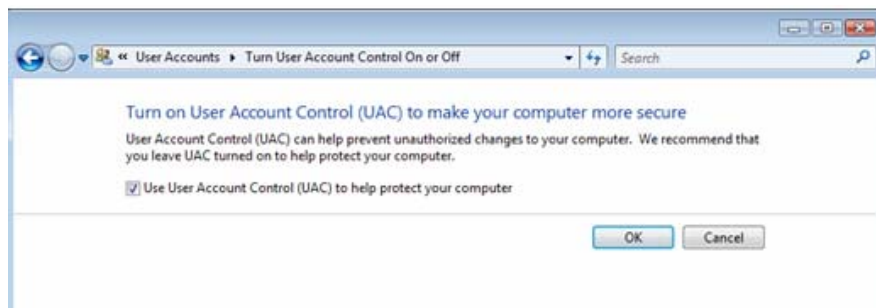 « User Accounts ▸ Turn User Account Control On or Off
Search
Turn on User Account Control (UAC) to make your computer more secure
User Account Control (UAC) can help prevent unauthorized changes to your computer. We recommend that
you leave UAC turned on to help protect your computer.
Use User Account Control (UAC) to help protect your computer
OK
Cancel